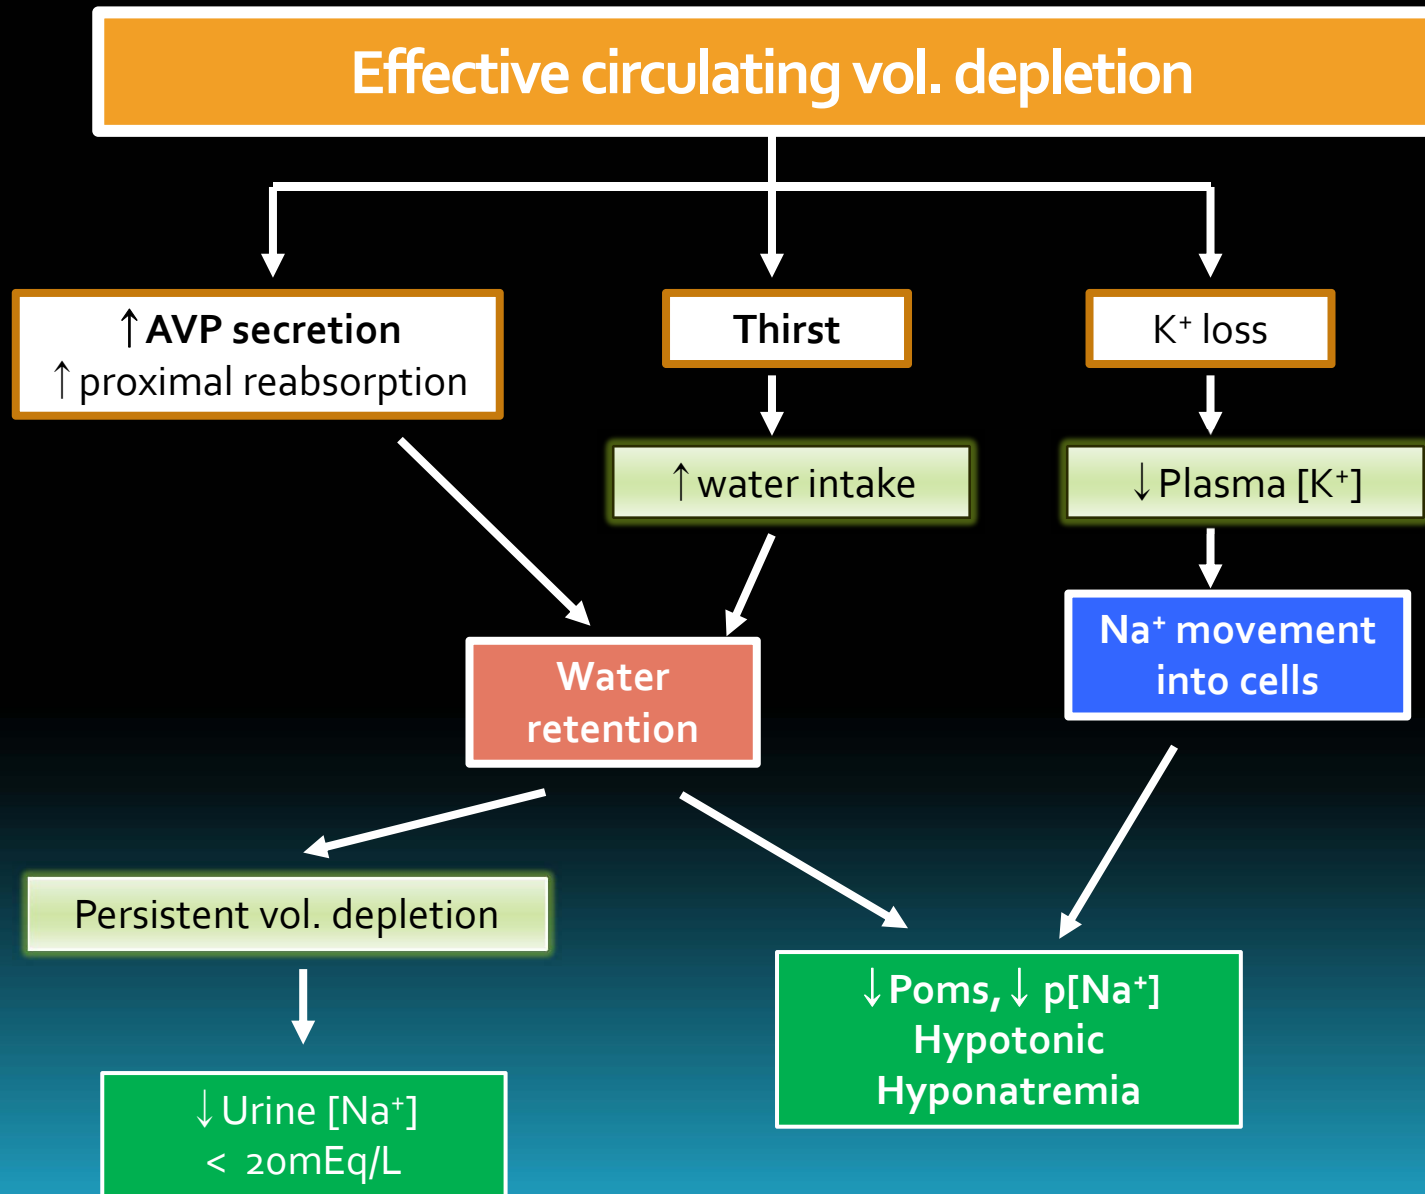 Effective circulating vol. depletion
↑AVP secretion
↑proximal reabsorption
Thirst
K⁺ loss
↑water intake
↓Plasma [K⁺]
Na⁺ movement
into cells
Water
retention
Persistent vol. depletion
↓Poms,↓ p[Na⁺]
Hypotonic
Hyponatremia
↓Urine [Na⁺]
< 20mEq/L